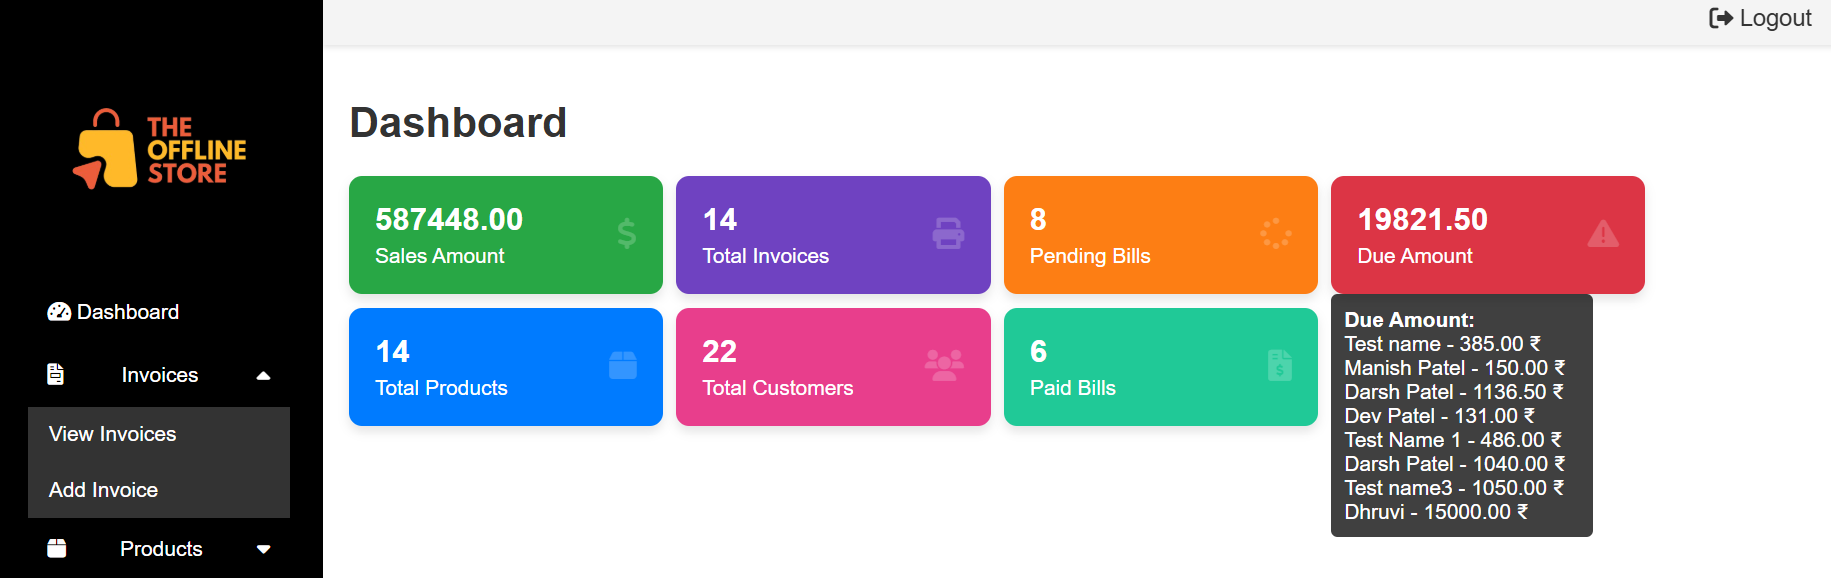 Logout
THE
OFFLINE
STORE
Dashboard
Invoices
View Invoices
Add Invoice
Products
Dashboard
587448.00
Sales Amount
14
Total Invoices
8
Pending Bills
19821.50
Due Amount
14
Total Products
22
Total Customers
6
Paid Bills
Due Amount:
Test name - 385.00 ₹
Manish Patel - 150.00 ₹
Darsh Patel - 1136.50 ₹
Dev Patel - 131.00 ₹
Test Name 1 - 486.00 ₹
Darsh Patel - 1040.00 ₹
Test name3 - 1050.00 ₹
Dhruvi - 15000.00 ₹